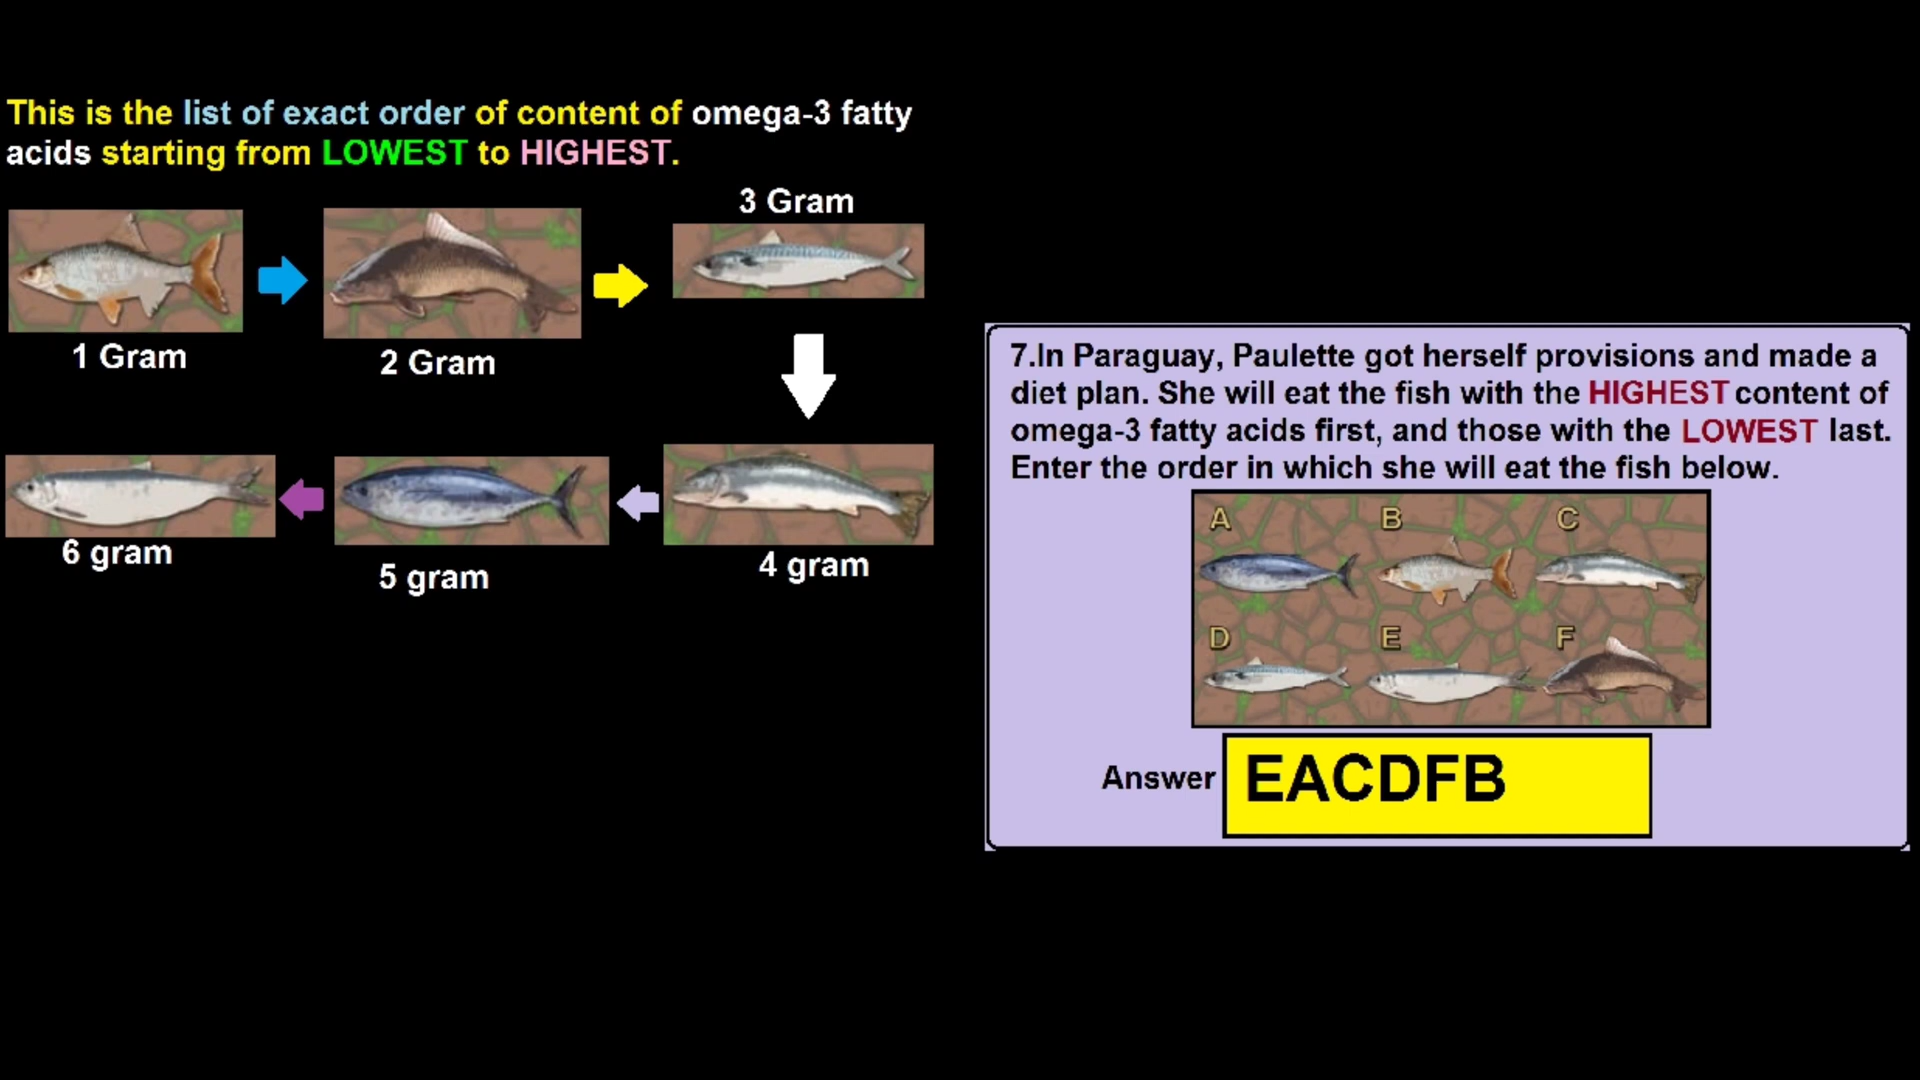 This is the list of exact order of content of omega-3 fatty
acids starting from LOWEST to HIGHEST.
3 Gram
1 Gram
2 Gram
6 gram
5 gram
4 gram
7.In Paraguay, Paulette got herself provisions and made a
diet plan. She will eat the fish with the HIGHEST content of
omega-3 fatty acids first, and those with the LOWEST last.
Enter the order in which she will eat the fish below.
A B C
D E F
Answer EACDFB